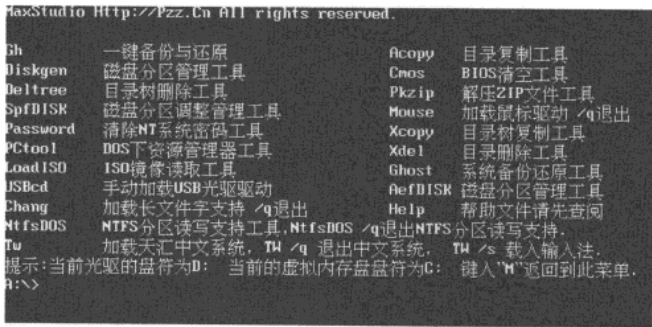 MaxStudio Http://Pzz.Cn All rights reserved.
Gh 一键备份与还原 Acopy 目录复制工具
Diskgen 磁盘分区管理工具 Cmos BIOS清空工具
Deltree 目录树删除工具 Pkzip 解压ZIP文件工具
SpfDISK 磁盘分区调整管理工具 Mouse 加载鼠标驱动 /q退出
Password 清除NT系统密码工具 Xcopy 目录树复制工具
PCtool DOS下资源管理器工具 Xdel 目录删除工具
LoadISO ISO镜像读取工具 Ghost 系统备份还原工具
USBcd 手动加载USB光驱驱动 AefDISK 磁盘分区管理工具
Chang 加载长文件字支持 /q退出 Help 帮助文件请先查阅
NtfsDOS NTFS分区读写支持工具,NtfsDOS /q退出NTFS分区读写支持.
Tw 加载天汇中文系统, TW /q 退出中文系统, TW /s 载入输入法.
提示:当前光驱的盘符为D: 当前的虚拟内存盘盘符为C: 键入"M"返回到此菜单.
A:\>